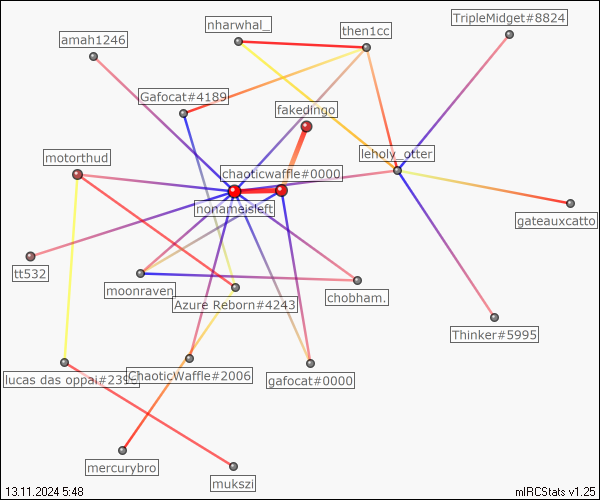 TripleMidget#8824
nharwhal_
then1cc
amah1246
Gafocat#4189
fakedingo
leholy_otter
motorthud
chaoticwaffle#0000
nonameisleft
gateauxcatto
tt532
moonraven
chobham.
Azure Reborn#4243
Thinker#5995
lucas das oppai#239
ChaoticWaffle#2006
gafocat#0000
mercurybro
mukszi
13.11.2024 5:48
mIRCStats v1.25